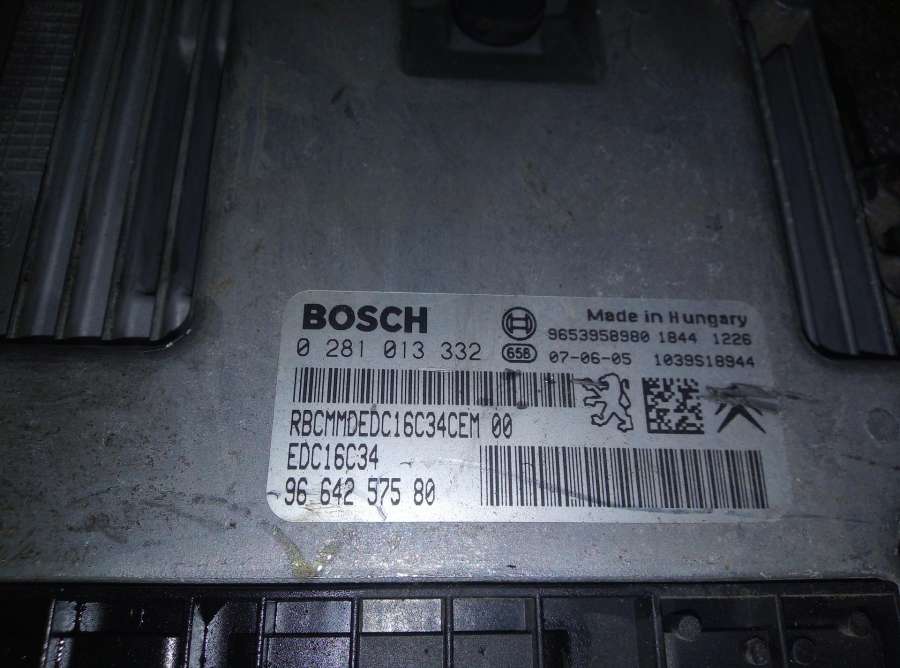 BOSCH
Made in Hungary
9653958980 1844 1226
0 281 013 332
658
07-06-05 1039S18944
RBCMMDEDC16C34CEM 00
EDC16C34
96 642 575 80